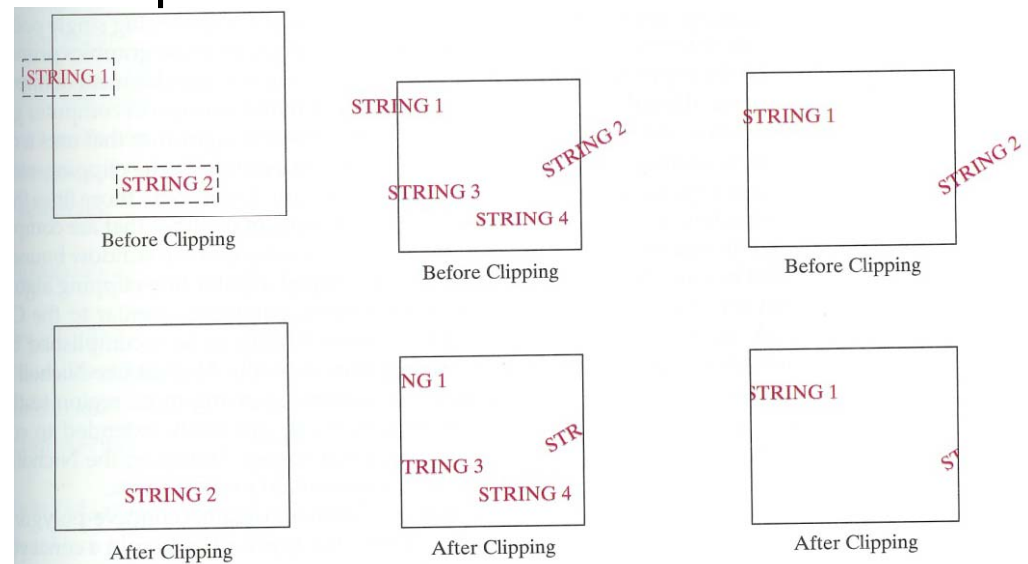 STRING 1
STRING 2
Before Clipping
STRING 1
STRING 2
STRING 3
STRING 4
Before Clipping
STRING 1
STRING 2
Before Clipping
STRING 2
After Clipping
NG 1
STR
TRING 3
STRING 4
After Clipping
STRING 1
ST
After Clipping